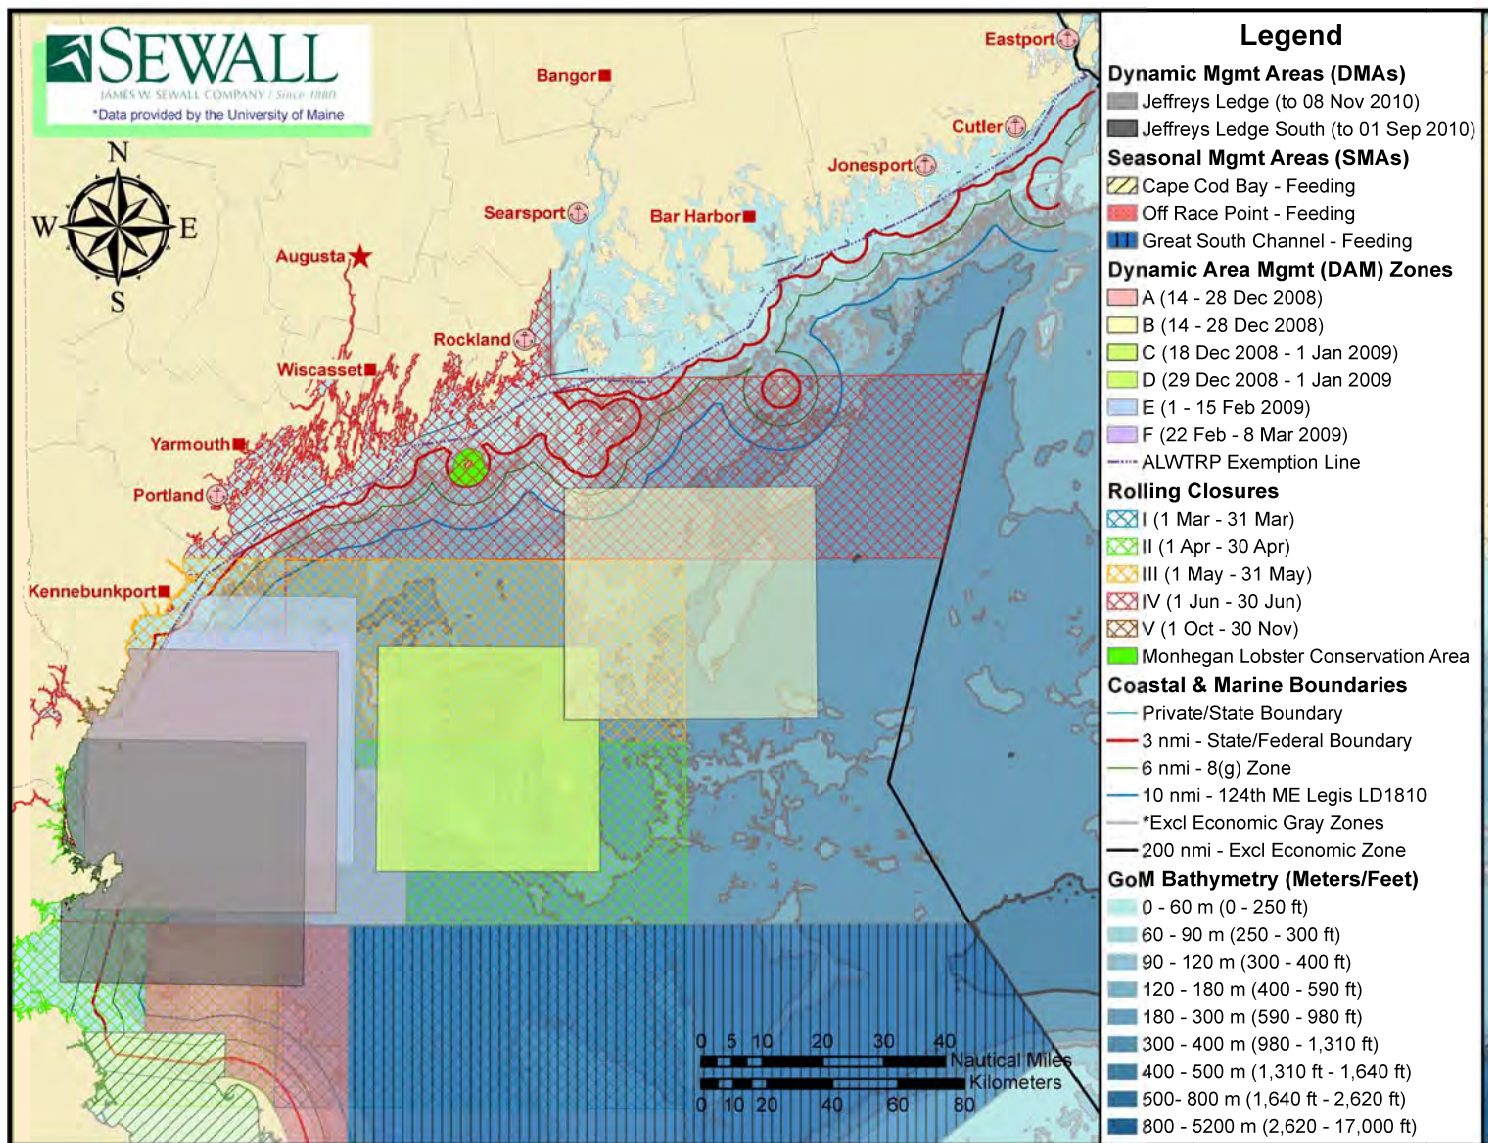 SEWALL
JAMES W. SEWALL COMPANY / Since 1880
*Data provided by the University of Maine
N
W
E
S
Eastport
Bangor
Cutler
Jonesport
Searsport
Bar Harbor
Augusta
Rockland
Wiscasset
Yarmouth
Portland
Kennebunkport
0 5 10 20 30 40
Nautical Miles
Kilometers
0 10 20 40 60 80
Legend
Dynamic Mgmt Areas (DMAs)
Jeffreys Ledge (to 08 Nov 2010)
Jeffreys Ledge South (to 01 Sep 2010)
Seasonal Mgmt Areas (SMAs)
Cape Cod Bay - Feeding
Off Race Point - Feeding
Great South Channel - Feeding
Dynamic Area Mgmt (DAM) Zones
A (14 - 28 Dec 2008)
B (14 - 28 Dec 2008)
C (18 Dec 2008 - 1 Jan 2009)
D (29 Dec 2008 - 1 Jan 2009
E (1 - 15 Feb 2009)
F (22 Feb - 8 Mar 2009)
ALWTRP Exemption Line
Rolling Closures
I (1 Mar - 31 Mar)
II (1 Apr - 30 Apr)
III (1 May - 31 May)
IV (1 Jun - 30 Jun)
V (1 Oct - 30 Nov)
Monhegan Lobster Conservation Area
Coastal & Marine Boundaries
Private/State Boundary
3 nmi - State/Federal Boundary
6 nmi - 8(g) Zone
10 nmi - 124th ME Legis LD1810
*Excl Economic Gray Zones
200 nmi - Excl Economic Zone
GoM Bathymetry (Meters/Feet)
0 - 60 m (0 - 250 ft)
60 - 90 m (250 - 300 ft)
90 - 120 m (300 - 400 ft)
120 - 180 m (400 - 590 ft)
180 - 300 m (590 - 980 ft)
300 - 400 m (980 - 1,310 ft)
400 - 500 m (1,310 ft - 1,640 ft)
500- 800 m (1,640 ft - 2,620 ft)
800 - 5200 m (2,620 - 17,000 ft)